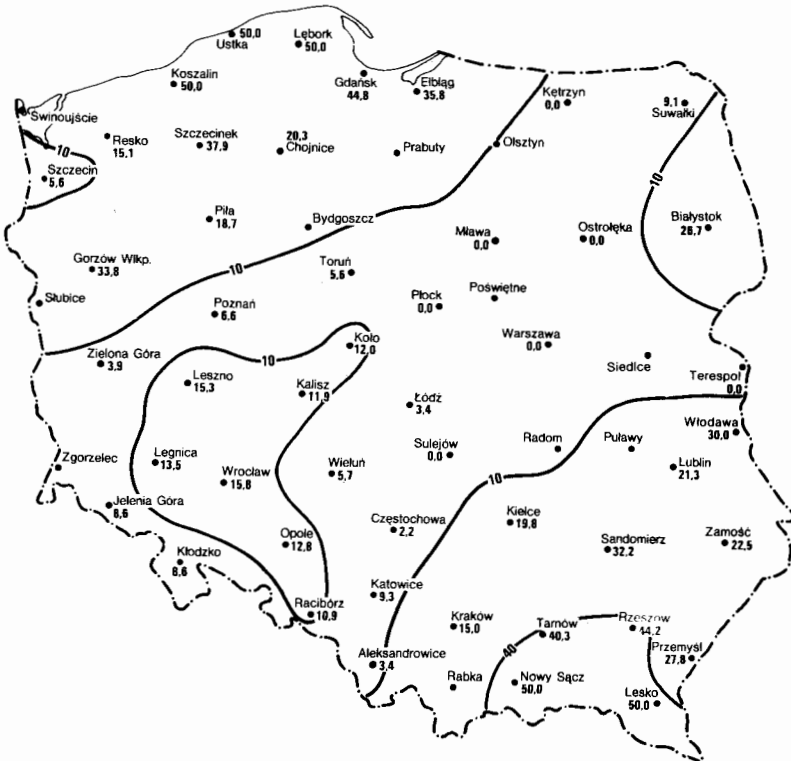 50,0
Ustka
Lębork
50,0
Koszalin
50,0
Gdańsk
44,8
Elbląg
35,8
Kętrzyn
0,0
9,1
Suwałki
Świnoujście
Resko
15,1
Szczecinek
37,9
20,3
Chojnice
Prabuty
Olsztyn
10
Szczecin
5,6
10
Piła
18,7
Bydgoszcz
Mława
0,0
Ostrołęka
0,0
Białystok
26,7
Gorzów Wlkp.
33,8
10
Toruń
5,6
Słubice
Poznań
6,6
Płock
0,0
Poświętne
Warszawa
0,0
Koło
12,0
10
Zielona Góra
3,9
Leszno
15,3
Kalisz
11,9
Siedlce
Terespol
0,0
Łódź
3,4
Włodawa
30,0
Zgorzelec
Legnica
13,5
Wrocław
15,8
Wieluń
5,7
Sulejów
0,0
Radom
Puławy
Lublin
21,3
10
Jelenia Góra
8,6
Opole
12,8
Częstochowa
2,2
Kielce
19,8
Sandomierz
32,2
Zamość
22,5
Kłodzko
8,6
Racibórz
10,9
Katowice
9,3
Kraków
15,0
Tarnów
40,3
Rzeszów
44,2
Przemyśl
27,8
Aleksandrowice
3,4
Rabka
40
Nowy Sącz
50,0
Lesko
50,0